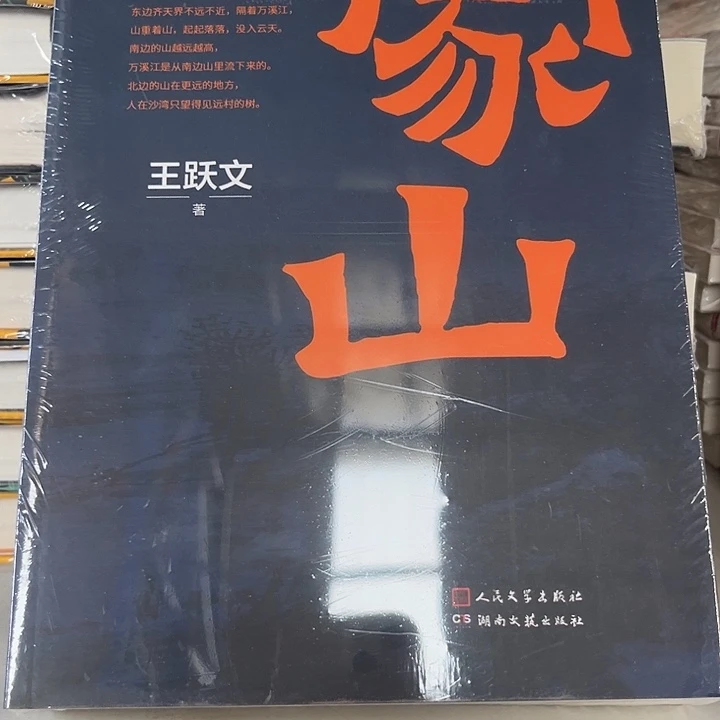 东边齐天界不远不近，隔着万溪江，
山重着山，起起落落，没入云天。
南边的山越远越高，
万溪江是从南边山里流下来的。
北边的山在更远的地方，
人在沙湾只望得见远村的树。
家山
王跃文
著
人民文学出版社
CS 湖南文艺出版社